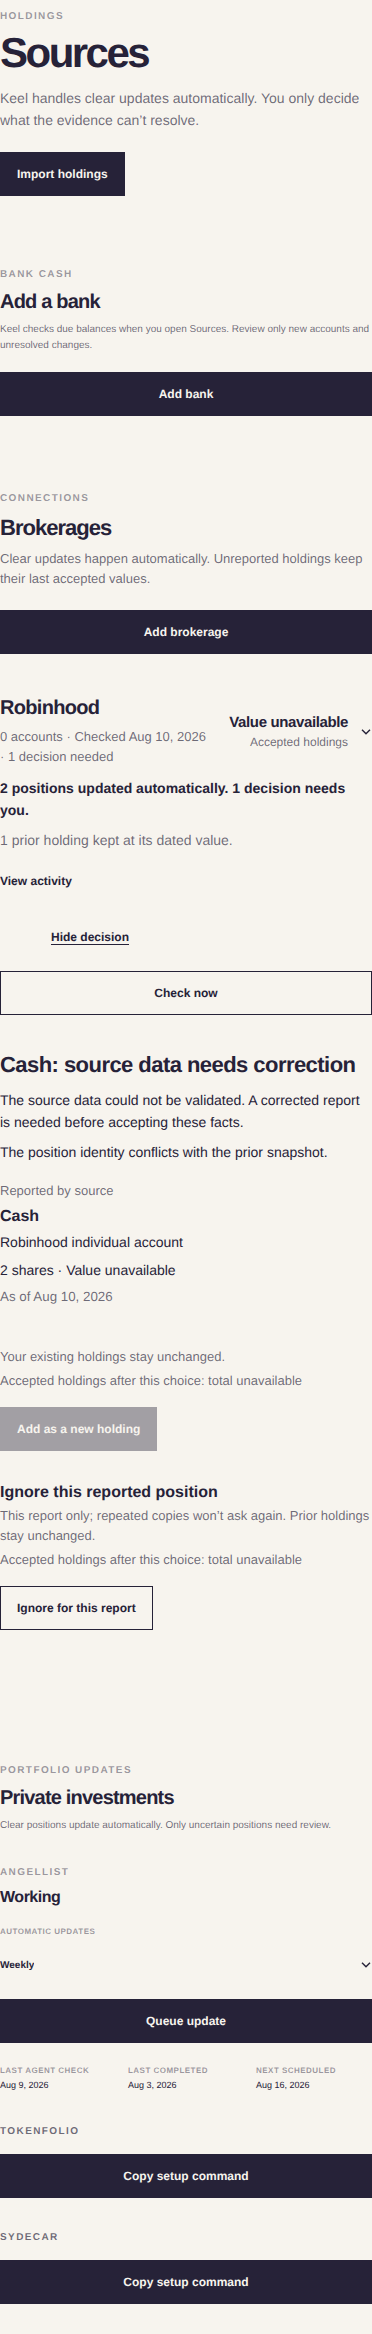 HOLDINGS
Sources
Keel handles clear updates automatically. You only decide
what the evidence can’t resolve.
Import holdings
BANK CASH
Add a bank
Keel checks due balances when you open Sources. Review only new accounts and
unresolved changes.
Add bank
CONNECTIONS
Brokerages
Clear updates happen automatically. Unreported holdings keep
their last accepted values.
Add brokerage
Robinhood
0 accounts · Checked Aug 10, 2026
· 1 decision needed
Value unavailable
Accepted holdings
2 positions updated automatically. 1 decision needs
you.
1 prior holding kept at its dated value.
View activity
Hide decision
Check now
Cash: source data needs correction
The source data could not be validated. A corrected report
is needed before accepting these facts.
The position identity conflicts with the prior snapshot.
Reported by source
Cash
Robinhood individual account
2 shares · Value unavailable
As of Aug 10, 2026
Your existing holdings stay unchanged.
Accepted holdings after this choice: total unavailable
Add as a new holding
Ignore this reported position
This report only; repeated copies won’t ask again. Prior holdings
stay unchanged.
Accepted holdings after this choice: total unavailable
Ignore for this report
PORTFOLIO UPDATES
Private investments
Clear positions update automatically. Only uncertain positions need review.
ANGELLIST
Working
AUTOMATIC UPDATES
Weekly
Queue update
LAST AGENT CHECK
Aug 9, 2026
LAST COMPLETED
Aug 3, 2026
NEXT SCHEDULED
Aug 16, 2026
TOKENFOLIO
Copy setup command
SYDECAR
Copy setup command